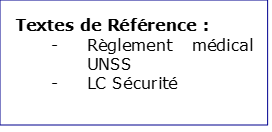 Textes de Référence :
- Règlement médical
UNSS
- LC Sécurité